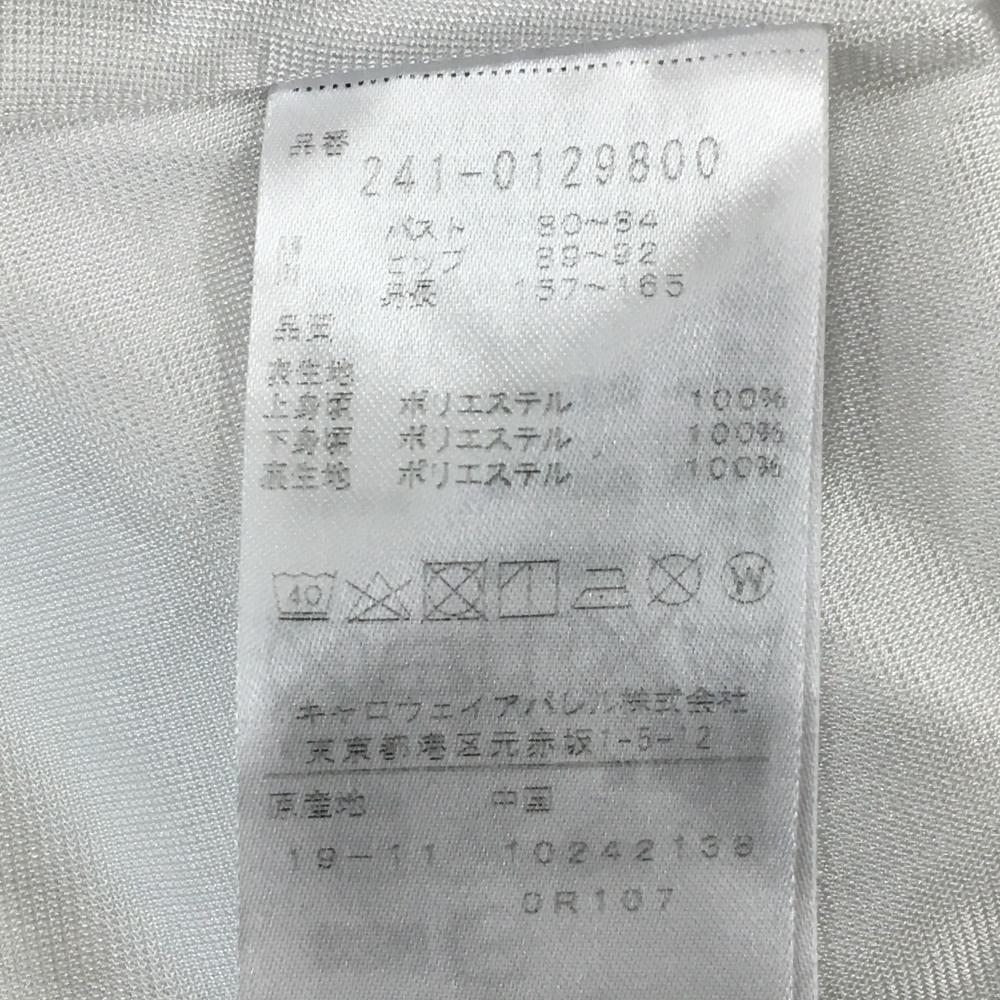 品番 241-0129800
バスト 80~84
ヒップ 89~92
身長 157~165
品質
表生地
上身頃 ポリエステル 100%
下身頃 ポリエステル 100%
裏生地 ポリエステル 100%
40 W
キャロウェイアパレル株式会社
東京都港区元赤坂1-5-12
原産地 中国
19-11 10242138
0R107